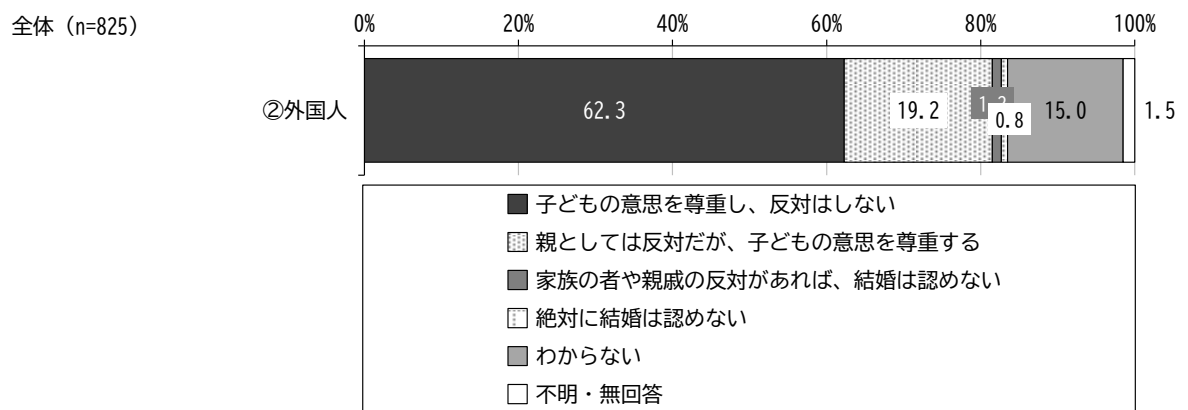 全体（n=825）
0% 20% 40% 60% 80% 100%
②外国人 62.3 19.2 0.8 15.0 1.5
子どもの意思を尊重し、反対はしない
親としては反対だが、子どもの意思を尊重する
家族の者や親戚の反対があれば、結婚は認めない
絶対に結婚は認めない
わからない
不明・無回答